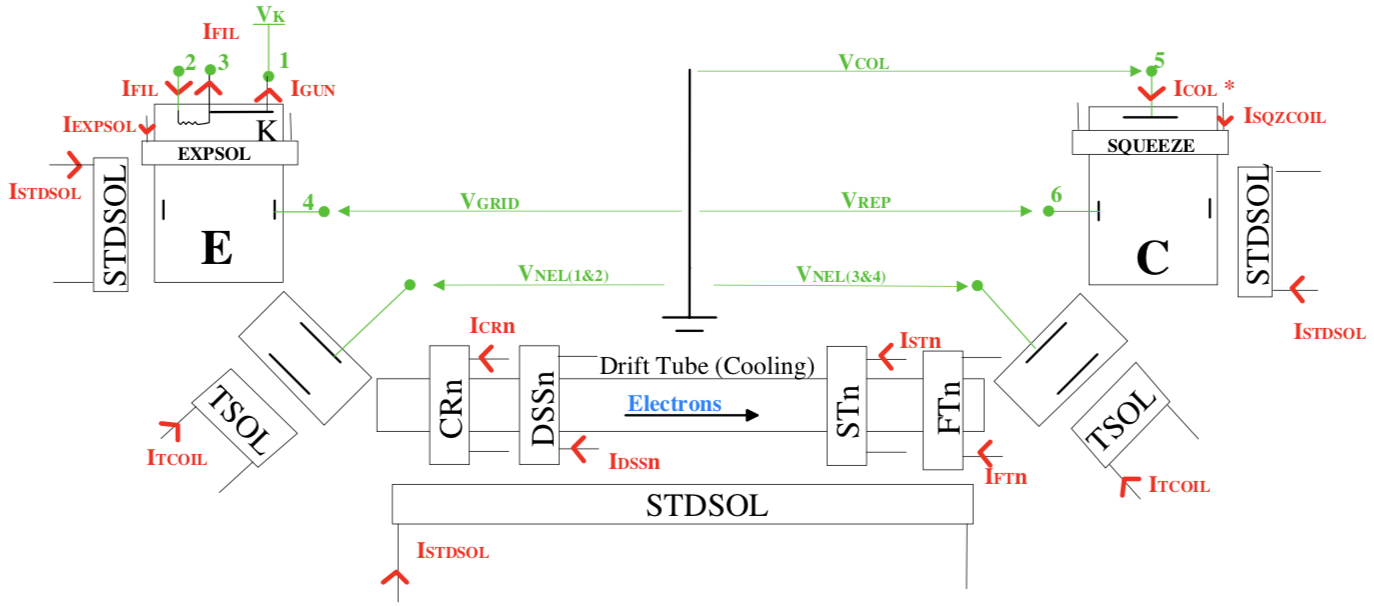 VK
IFIL
2 3 1
IFIL
IGUN
VCOL
5
ICOL *
IEXPSOL
K
ISQZCOIL
EXPSOL
SQUEEZE
ISTDSOL
STDSOL
4
VGRID
VREP
6
STDSOL
E
C
VNEL(1&2)
VNEL(3&4)
ISTDSOL
ICRn
ISTn
Drift Tube (Cooling)
TSOL
CRn
DSSn
Electrons
STn
FTn
TSOL
ITCOIL
IDSSn
IFTn
ITCOIL
STDSOL
ISTDSOL